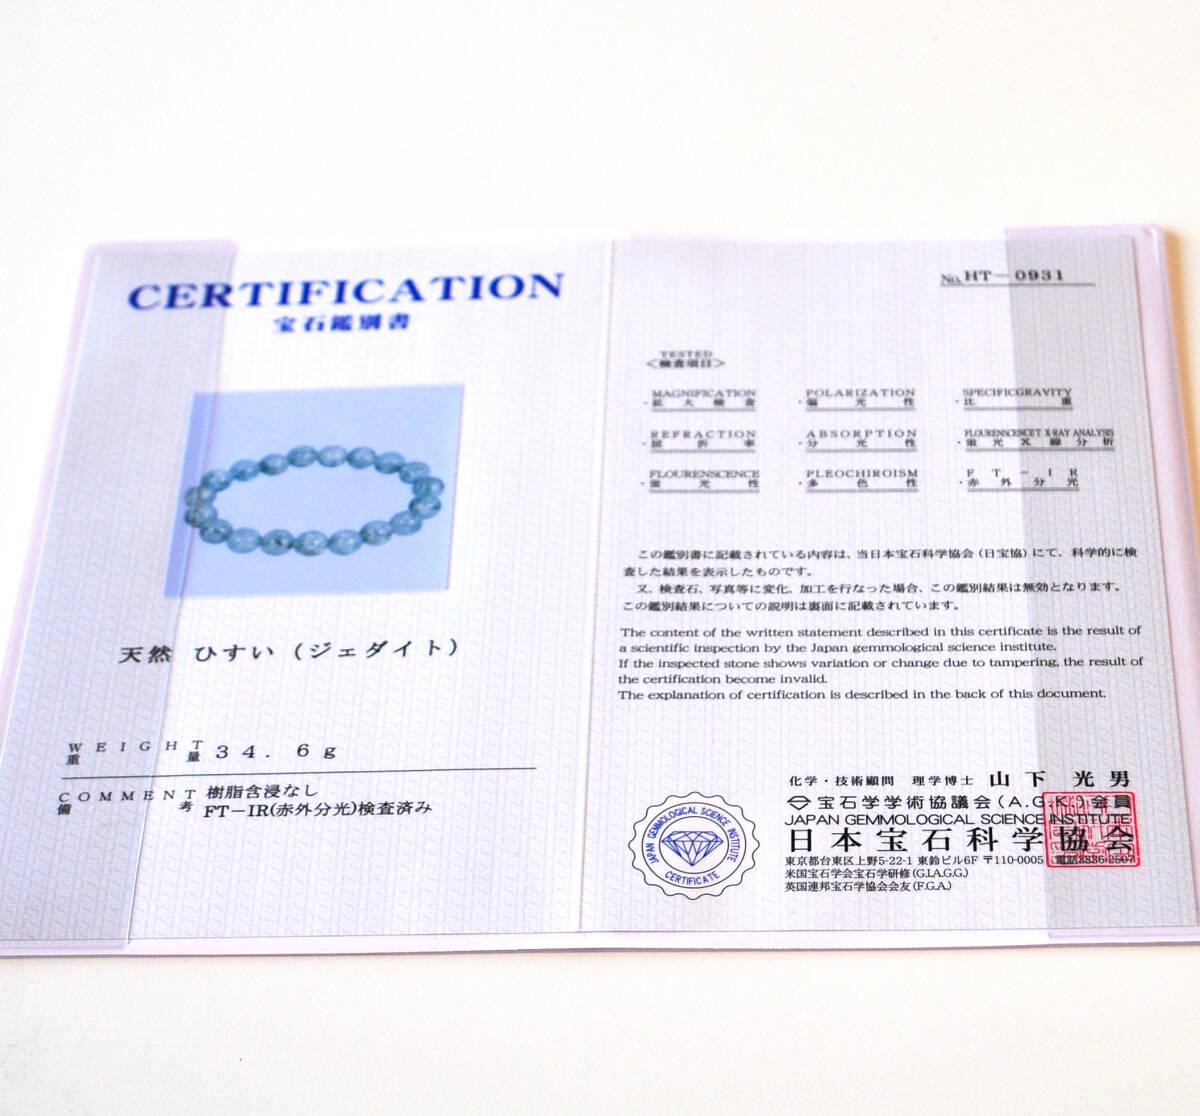 CERTIFICATION
宝石鑑別書
天然 ひすい（ジェダイト）
WEIGHT
重量 34.6g
COMMENT 樹脂含浸なし
備考 FT－IR(赤外分光)検査済み
No. HT－0931
TESTED
＜検査項目＞
MAGNIFICATION
・拡大検査
POLARIZATION
・偏光性
SPECIFICGRAVITY
・比重
REFRACTION
・屈折率
ABSORPTION
・分光性
FLOURENSCENCET X-RAY ANALYSIS
・蛍光X線分析
FLOURENSCENCE
・蛍光性
PLEOCHROISM
・多色性
FT-IR
・赤外分光
この鑑別書に記載されている内容は、当日本宝石科学協会（日宝協）にて、科学的に検
査した結果を表示したものです。
又、検査石、写真等に変化、加工を行なった場合、この鑑別結果は無効となります。
この鑑別結果についての説明は裏面に記載されています。
The content of the written statement described in this certificate is the result of
a scientific inspection by the Japan gemmological science institute.
If the inspected stone shows variation or change due to tampering, the result of
the certification become invalid.
The explanation of certification is described in the back of this document.
JAPAN GEMMOLOGICAL SCIENCE INSTITUTE
CERTIFICATE
化学・技術顧問 理学博士 山下 光男
宝石学学術協議会(A.G.K.)会員
JAPAN GEMMOLOGICAL SCIENCE INSTITUTE
日本宝石科学協会
東京都台東区上野5-22-1 東鈴ビル6F 〒110-0005 電話3836-2507
米国宝石学会宝石学研修(G.I.A.G.G.)
英国連邦宝石学協会会友(F.G.A.)